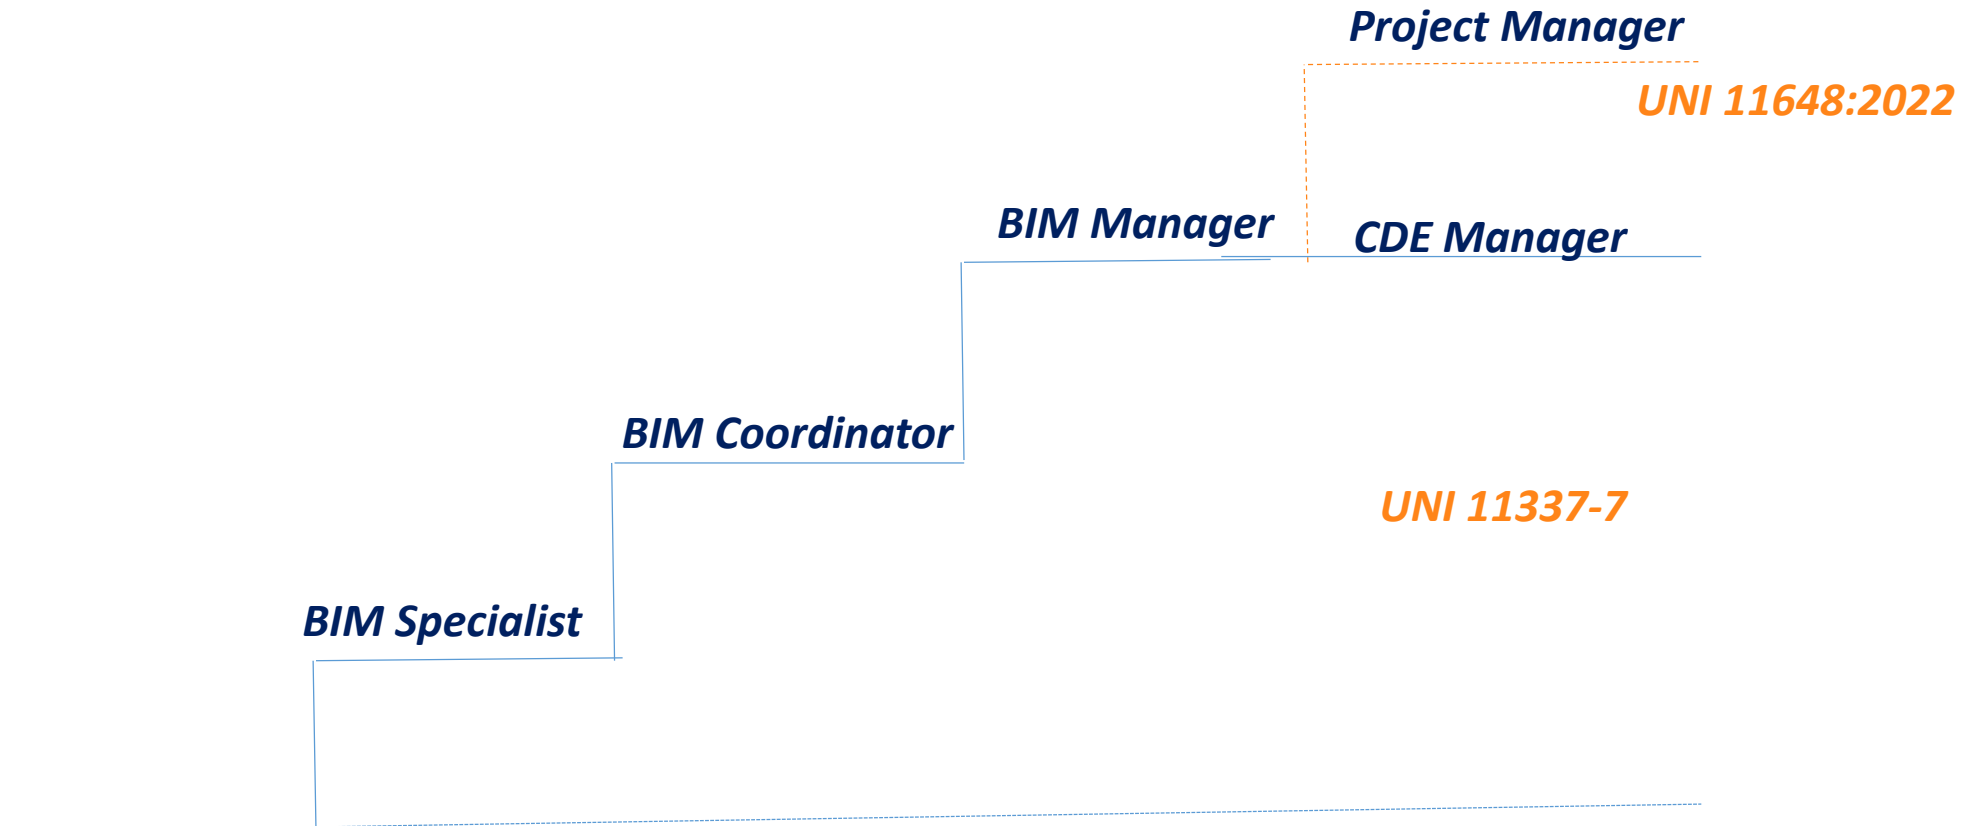 Project Manager
UNI 11648:2022
BIM Manager
CDE Manager
BIM Coordinator
UNI 11337-7
BIM Specialist